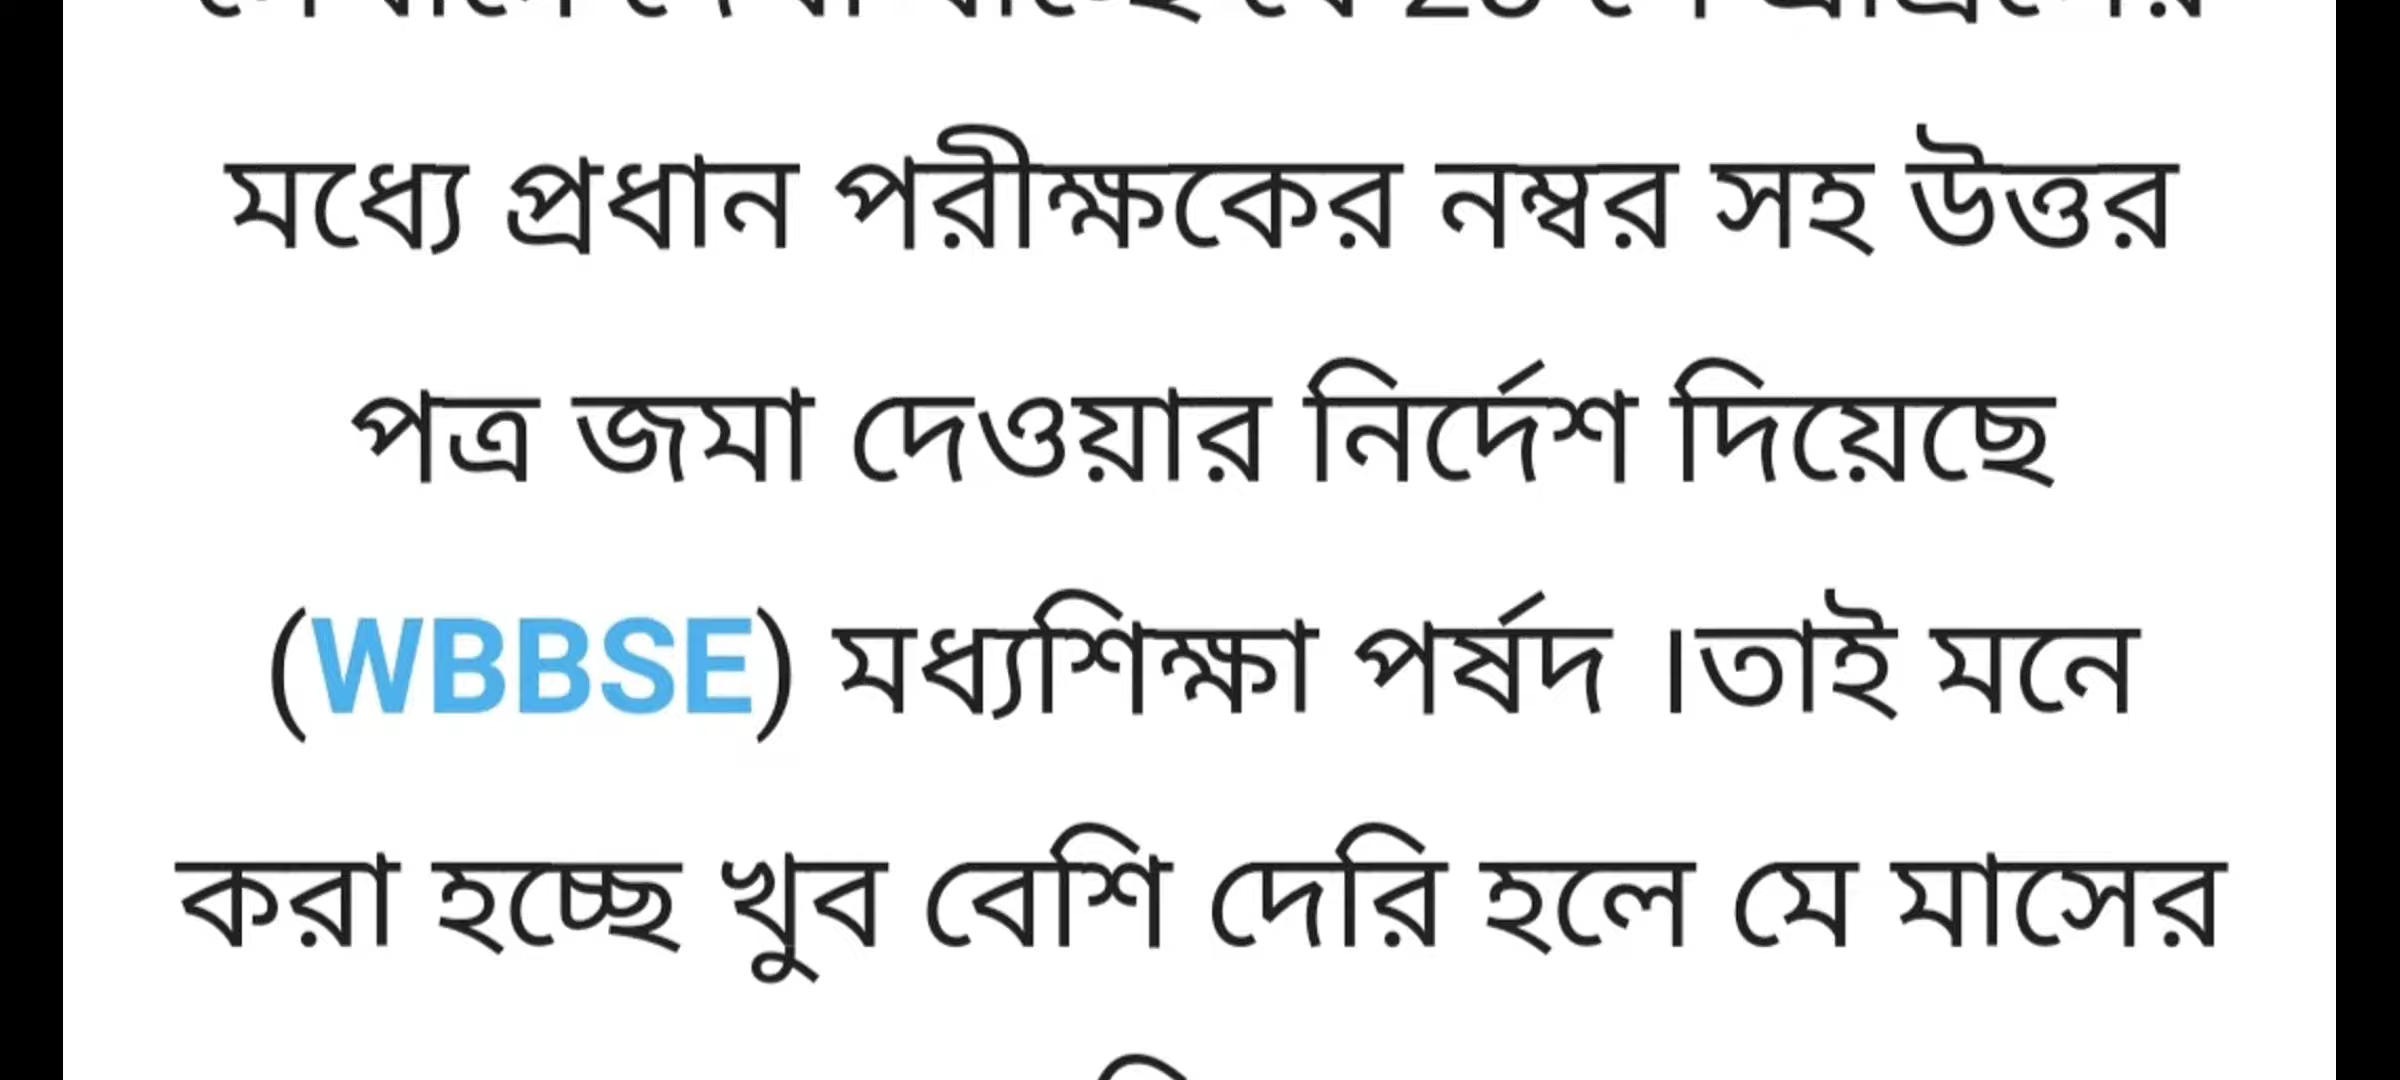 মধ্যে প্রধান পরীক্ষকের নম্বর সহ উত্তর
পত্র জমা দেওয়ার নির্দেশ দিয়েছে
(WBBSE) মধ্যশিক্ষা পর্ষদ ।তাই মনে
করা হচ্ছে খুব বেশি দেরি হলে মে মাসের